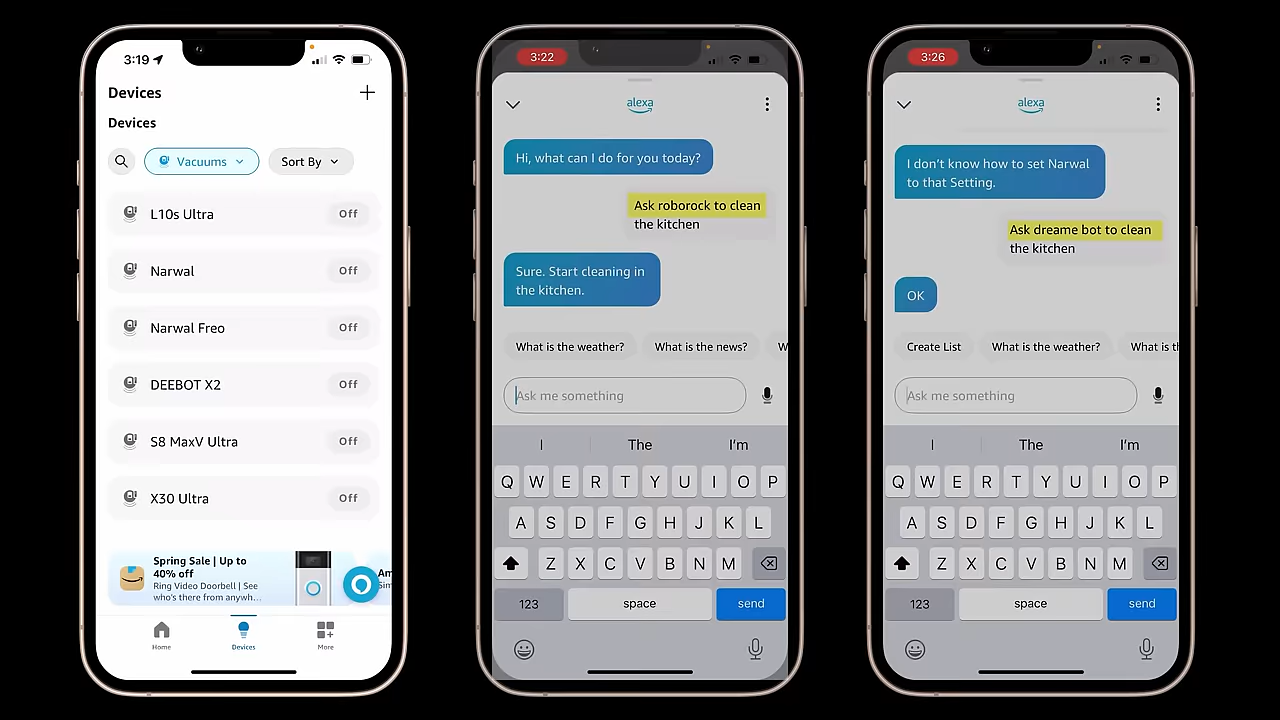 3:19
Devices
Devices
Vacuums
Sort By
L10s Ultra
Off
Narwal
Off
Narwal Freo
Off
DEEBOT X2
Off
S8 MaxV Ultra
Off
X30 Ultra
Off
Spring Sale | Up to
40% off
Ring Video Doorbell | See
who's there from anywh...
Am
Sim
Home
Devices
More
3:22
alexa
Hi, what can I do for you today?
Ask roborock to clean
the kitchen
Sure. Start cleaning in
the kitchen.
What is the weather?
What is the news?
W
Ask me something
I
The
I'm
Q W E R T Y U I O P
A S D F G H J K L
Z X C V B N M
123
space
send
3:26
alexa
I don't know how to set Narwal
to that Setting.
Ask dreame bot to clean
the kitchen
OK
Create List
What is the weather?
What is th
Ask me something
I
The
I'm
Q W E R T Y U I O P
A S D F G H J K L
Z X C V B N M
123
space
send